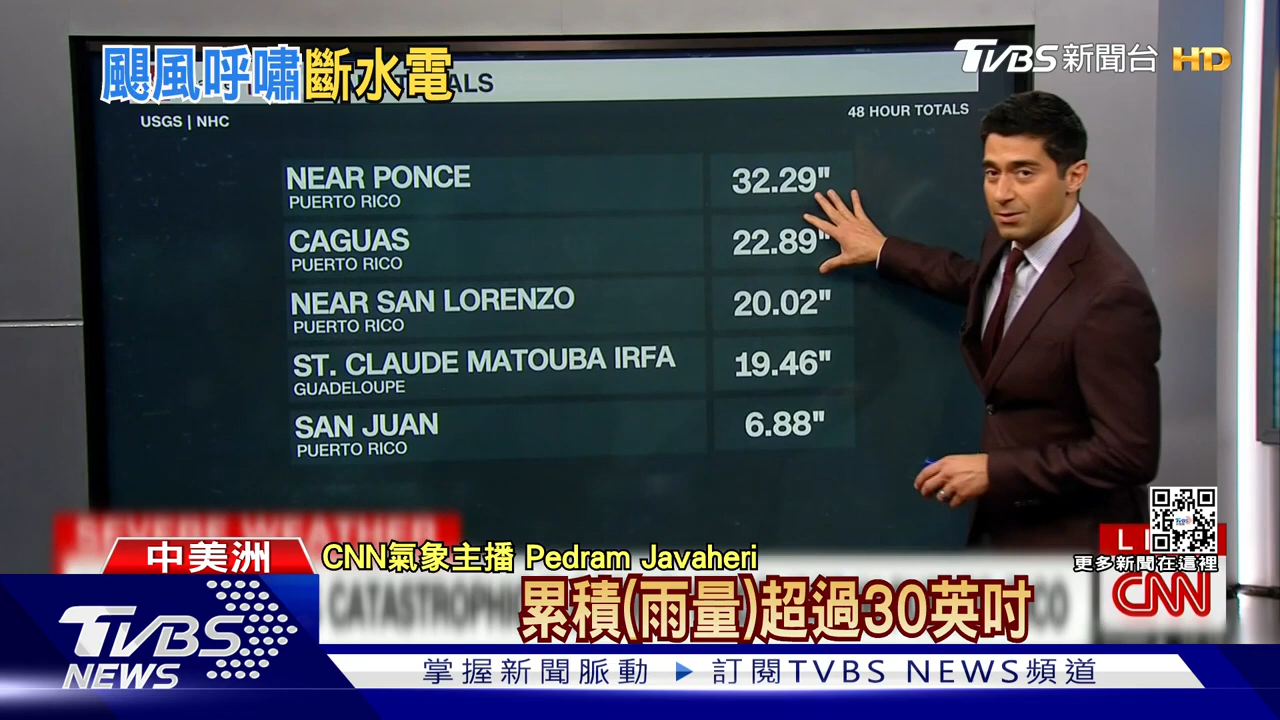 颶風呼嘯斷水電
ALS
TVBS新聞台 HD
USGS | NHC
48 HOUR TOTALS
NEAR PONCE 32.29"
PUERTO RICO
CAGUAS 22.89"
PUERTO RICO
NEAR SAN LORENZO 20.02"
PUERTO RICO
ST. CLAUDE MATOUBA IRFA 19.46"
GUADELOUPE
SAN JUAN 6.88"
PUERTO RICO
SEVERE WEATHER
中美洲
CNN氣象主播 Pedram Javaheri
更多新聞在這裡
CNN
累積(雨量)超過30英吋
TVBS
NEWS
掌握新聞脈動 ▶ 訂閱TVBS NEWS頻道